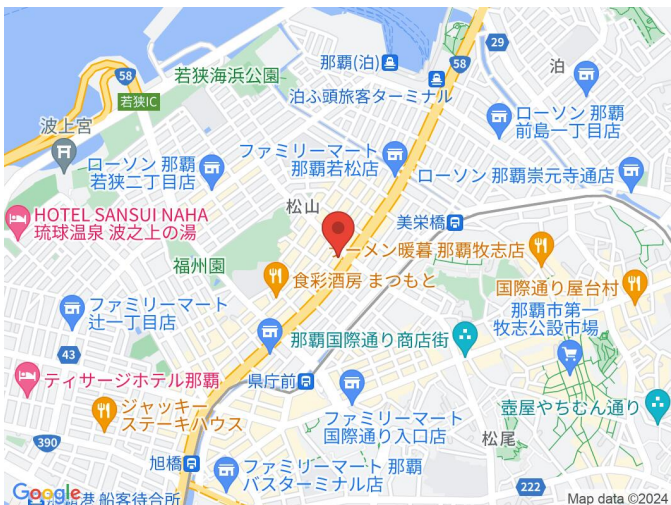 58
若狭海浜公園
若狭IC
波上宮
那覇(泊)
泊ふ頭旅客ターミナル
58
29
泊
ローソン 那覇
前島一丁目店
ローソン 那覇
若狭二丁目店
ファミリーマート
那覇若松店
ローソン 那覇崇元寺通店
HOTEL SANSUI NAHA
琉球温泉 波之上の湯
松山
美栄橋
ラーメン暖暮 那覇牧志店
福州園
食彩酒房 まつもと
国際通り屋台村
ファミリーマート
辻一丁目店
那覇国際通り商店街
那覇市第一
牧志公設市場
43
ティサージホテル那覇
県庁前
ジャッキー
ステーキハウス
ファミリーマート
国際通り入口店
壺屋やちむん通り
390
松尾
旭橋
ファミリーマート 那覇
バスターミナル店
222
Google
港 船客待合所
Map data ©2024